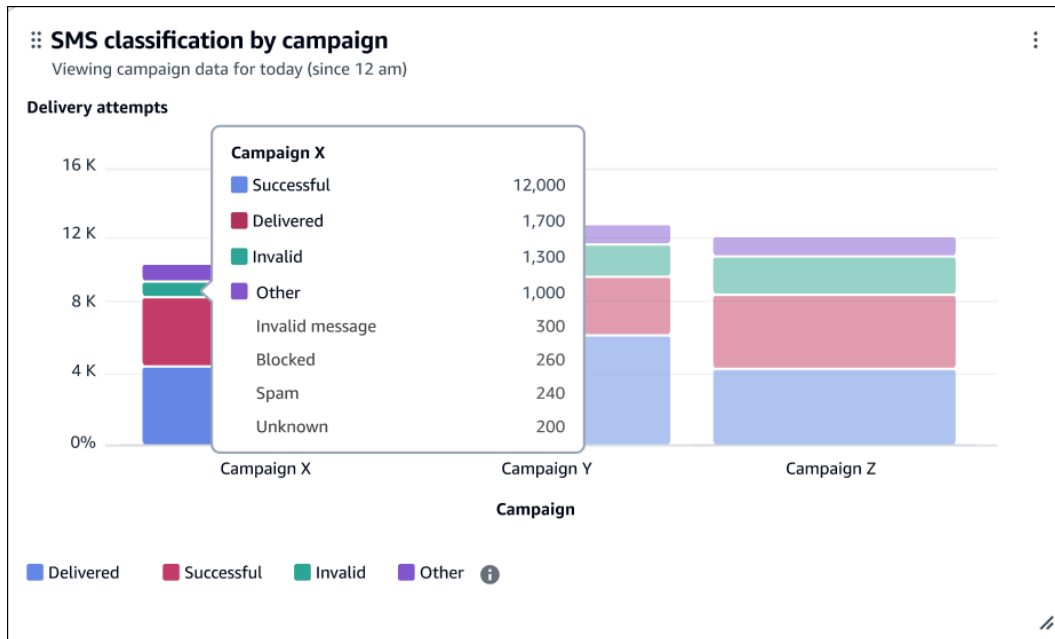 SMS classification by campaign
Viewing campaign data for today (since 12 am)
Delivery attempts
16 K
12 K
8 K
4 K
0%
Campaign X
Successful 12,000
Delivered 1,700
Invalid 1,300
Other 1,000
Invalid message 300
Blocked 260
Spam 240
Unknown 200
Campaign X Campaign Y Campaign Z
Campaign
Delivered Successful Invalid Other